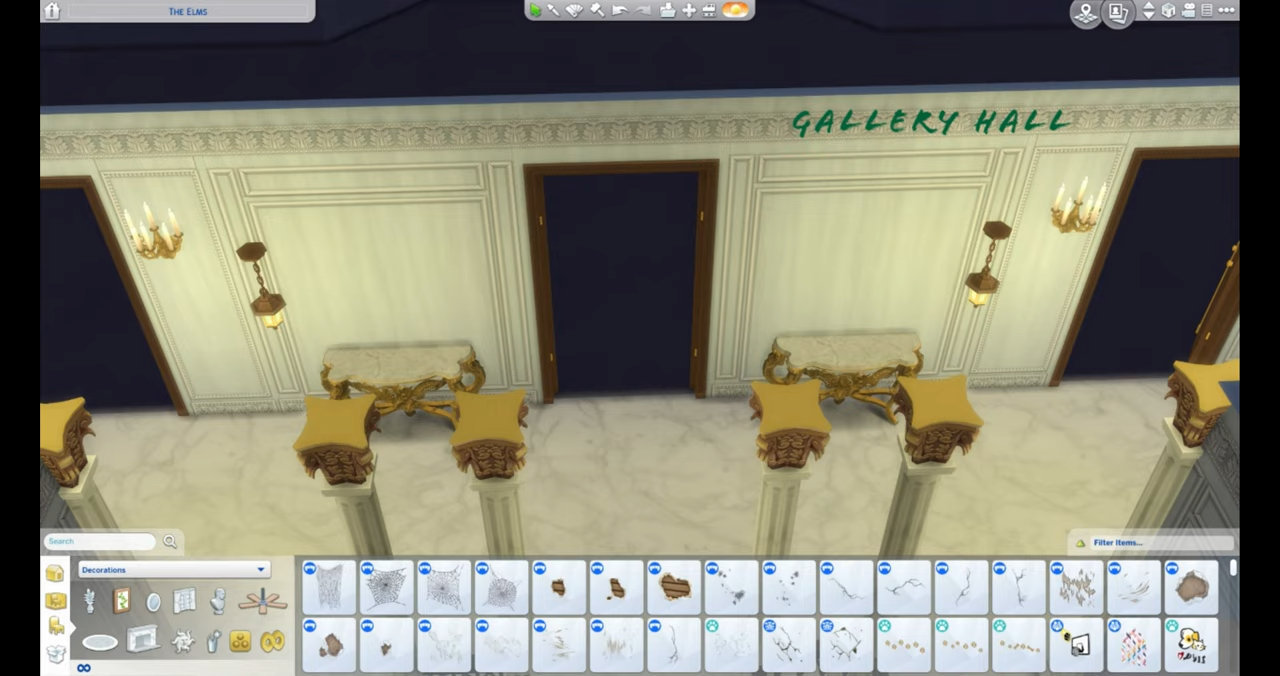 THE ELMS
GALLERY HALL
Search
Filter Items...
Decorations